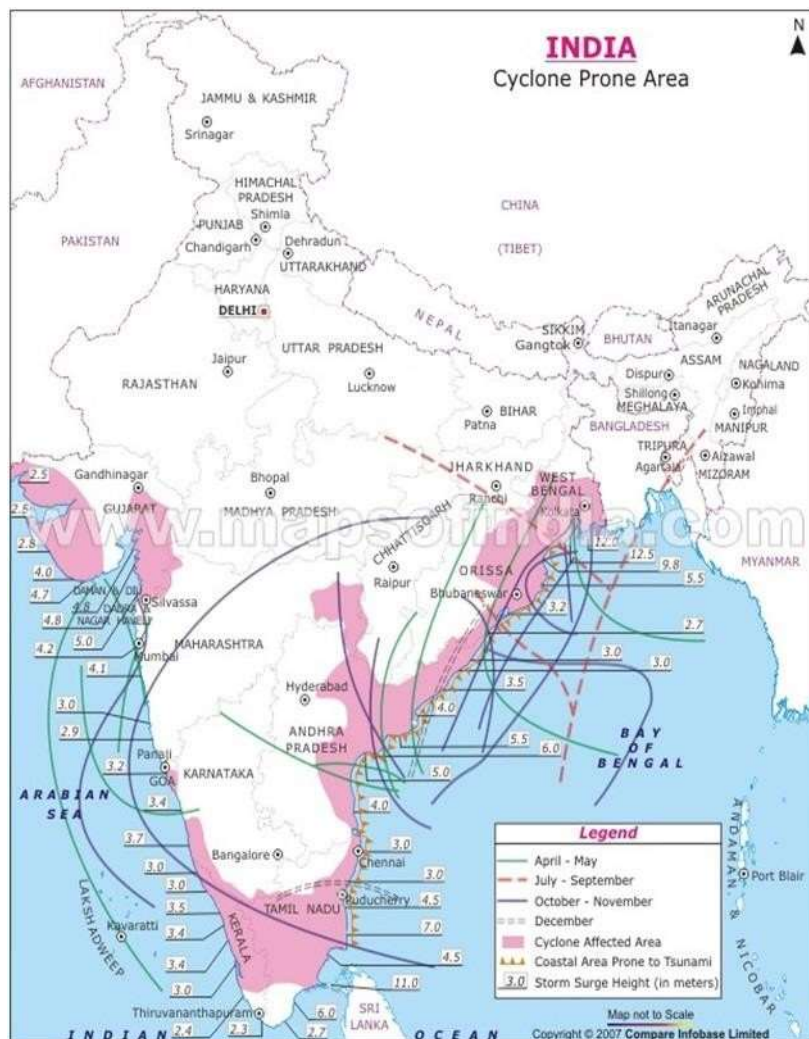 INDIA
Cyclone Prone Area
N
AFGHANISTAN
JAMMU & KASHMIR
Srinagar
HIMACHAL
PRADESH
Shimla
PUNJAB
Chandigarh
Dehradun
UTTARAKHAND
PAKISTAN
CHINA
(TIBET)
HARYANA
DELHI
NEPAL
SIKKIM
Gangtok
BHUTAN
ARUNACHAL
PRADESH
Itanagar
Jaipur
RAJASTHAN
UTTAR PRADESH
Lucknow
ASSAM
Dispur
NAGALAND
Kohima
Shillong
MEGHALAYA
Imphal
MANIPUR
BIHAR
Patna
BANGLADESH
TRIPURA
Agartala
Aizawal
MIZORAM
JHARKHAND
Ranchi
WEST
BENGAL
Kolkata
Gandhinagar
GUJARAT
Bhopal
MADHYA PRADESH
CHHATTISGARH
Raipur
www.mapsofindia.com
MYANMAR
ORISSA
Bhubaneswar
2.5
2.5
2.8
4.0
4.7
DAMAN & DIU
4.8
DADRA &
NAGAR HAVELI
Silvassa
4.8
5.0
4.2
Mumbai
MAHARASHTRA
4.1
3.0
2.9
Hyderabad
ANDHRA
PRADESH
12.5
9.8
5.5
3.2
2.7
3.0
3.0
3.5
4.0
5.5
6.0
5.0
4.0
BAY
OF
BENGAL
Panaji
3.2
GOA
KARNATAKA
ARABIAN
SEA
3.4
3.7
3.0
Bangalore
Chennai
3.0
3.0
3.0
3.5
TAMIL NADU
Puducherry
4.5
LAKSHADWEEP
Kavaratti
3.4
KERALA
7.0
3.4
4.5
3.0
11.0
Thiruvananthapuram
6.0
2.4
2.3
2.7
SRI
LANKA
INDIAN
OCEAN
ANDAMAN & NICOBAR
Port Blair
Legend
April - May
July - September
October - November
December
Cyclone Affected Area
Coastal Area Prone to Tsunami
3.0 Storm Surge Height (in meters)
Map not to Scale
Copyright © 2007 Compare Infobase Limited